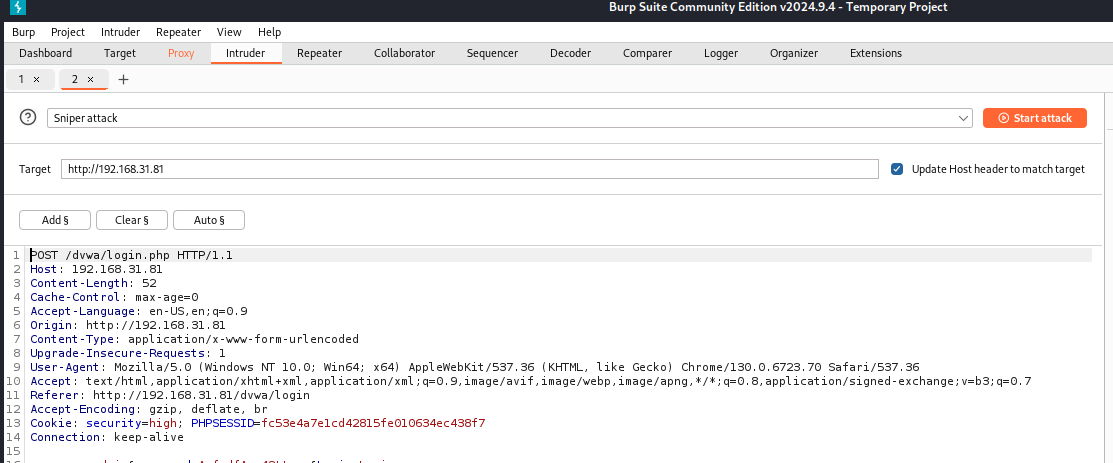 Burp Suite Community Edition v2024.9.4 - Temporary Project
Burp Project Intruder Repeater View Help
Dashboard Target Proxy Intruder Repeater Collaborator Sequencer Decoder Comparer Logger Organizer Extensions
1 × 2 × +
? Sniper attack Start attack
Target http://192.168.31.81 Update Host header to match target
Add § Clear § Auto §
1 POST /dvwa/login.php HTTP/1.1
2 Host: 192.168.31.81
3 Content-Length: 52
4 Cache-Control: max-age=0
5 Accept-Language: en-US,en;q=0.9
6 Origin: http://192.168.31.81
7 Content-Type: application/x-www-form-urlencoded
8 Upgrade-Insecure-Requests: 1
9 User-Agent: Mozilla/5.0 (Windows NT 10.0; Win64; x64) AppleWebKit/537.36 (KHTML, like Gecko) Chrome/130.0.6723.70 Safari/537.36
10 Accept: text/html,application/xhtml+xml,application/xml;q=0.9,image/avif,image/webp,image/apng,*/*;q=0.8,application/signed-exchange;v=b3;q=0.7
11 Referer: http://192.168.31.81/dvwa/login
12 Accept-Encoding: gzip, deflate, br
13 Cookie: security=high; PHPSESSID=fc53e4a7e1cd42815fe010634ec438f7
14 Connection: keep-alive
15